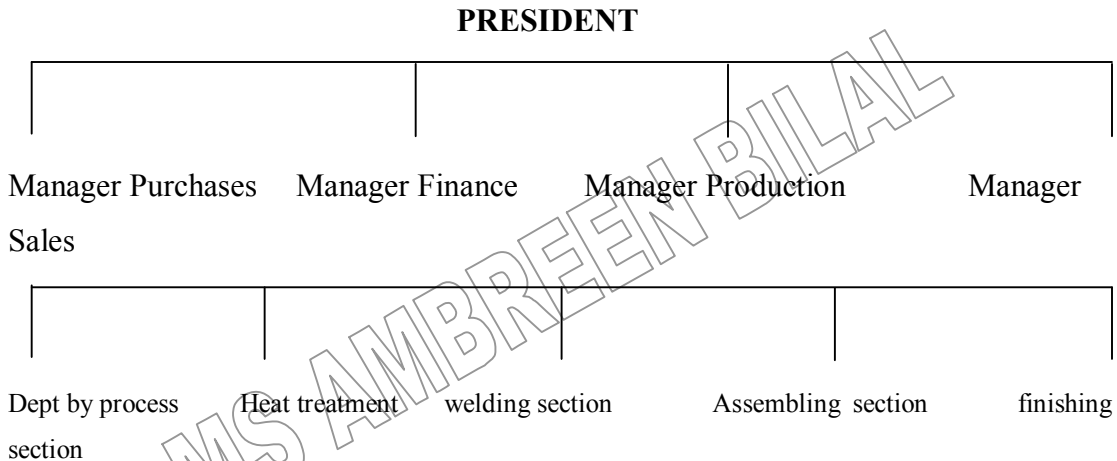 PRESIDENT
Manager Purchases Manager Finance Manager Production Manager
Sales
Dept by process Heat treatment welding section Assembling section finishing
section
MS AMBREEN BILAL